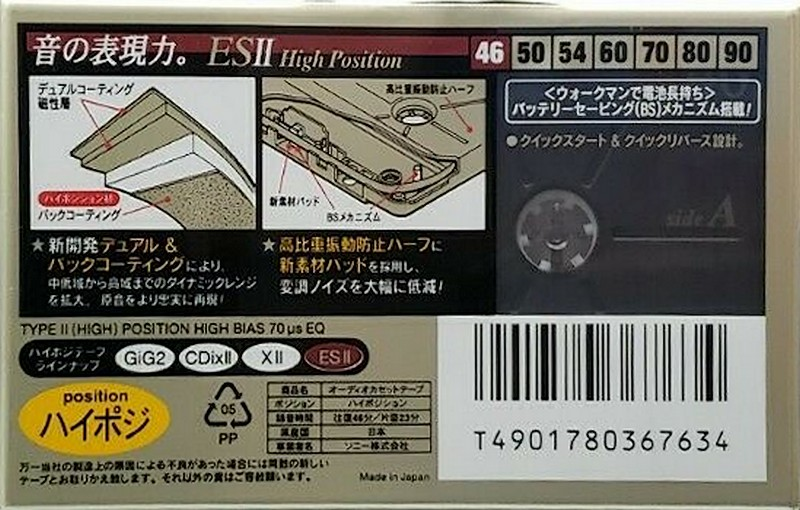 音の表現力。 ESII High Position
46 50 54 60 70 80 90
デュアルコーティング
磁性層
ハイポジション材
バックコーティング
高比重振動防止ハーフ
新素材パッド
BSメカニズム
<ウォークマンで電池長持ち>
バッテリーセービング(BS)メカニズム搭載!
●クイックスタート & クイックリバース設計。
side A
★新開発デュアル &
バックコーティングにより、
中低域から高域までのダイナミックレンジ
を拡大。原音をより忠実に再現!
★高比重振動防止ハーフに
新素材パッドを採用し、
変調ノイズを大幅に低減!
TYPE II (HIGH) POSITION HIGH BIAS 70 μs EQ
ハイポジテープ
ラインナップ
GiG2 CDixII XII ESII
position
ハイポジ
05
PP
商品名 オーディオカセットテープ
ポジション ハイポジション
録音時間 往復46分/片道23分
原産国 日本
事業者名 ソニー株式会社
T4901780367634
万一当社の製造上の原因による不良があった場合には同数の新しい
テープとお取りかえ致します。それ以外の責はご容赦願います。
Made in Japan